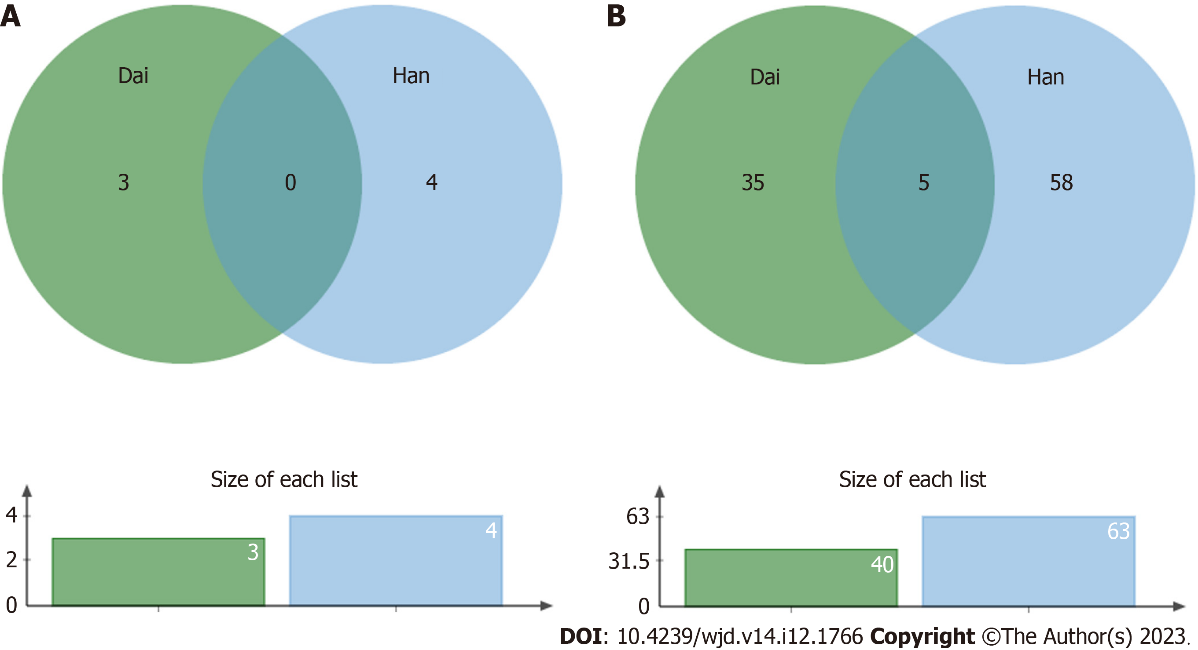 A
Dai
Han
3
0
4
Size of each list
4
2
0
3
4
B
Dai
Han
35
5
58
Size of each list
63
31.5
0
40
63
DOI: 10.4239/wjd.v14.i12.1766 Copyright ©The Author(s) 2023.